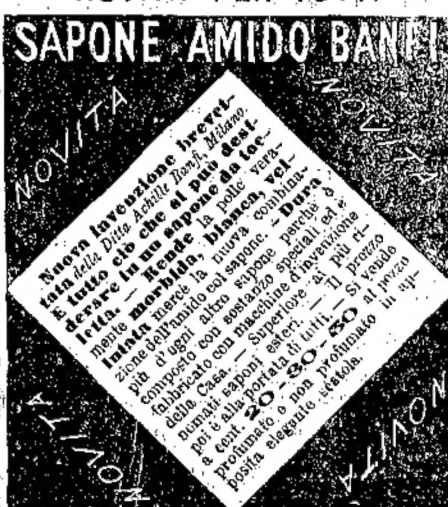 SAPONE AMIDO BANFI
NOVITÀ
NOVITÀ
Nuova invenzione brevet-
tata della Ditta Achille Banfi, Milano.
È tutto ciò che si può desi-
derare in un sapone da toe-
letta. — Rende la pelle vera-
mente morbida, bianca, vel-
lutata mercè la nuova combina-
zione dell'amido col sapone. — Dura
più d'ogni altro sapone perchè è
composto con sostanze speciali ed è
fabbricato con macchine d'invenzione
della Casa. — Superiore ai più ri-
nomati saponi esteri. — Il prezzo
poi è alla portata di tutti. — Si vende
a cent. 20-30-50 al pezzo
profumato e non profumato in ap-
posita elegante scatola.
NOVITÀ
NOVITÀ